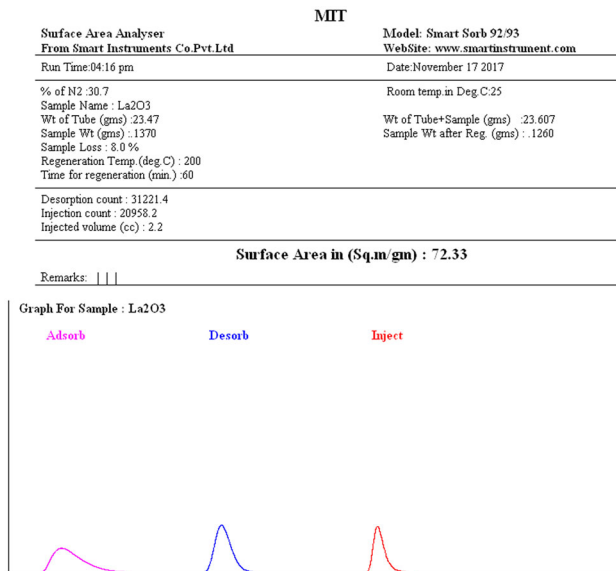 MIT
Surface Area Analyser Model: Smart Sorb 92/93
From Smart Instruments Co.Pvt.Ltd WebSite: www.smartinstrument.com
Run Time:04:16 pm Date:November 17 2017
% of N2 :30.7 Room temp.in Deg.C:25
Sample Name : La2O3
Wt of Tube (gms) :23.47 Wt of Tube+Sample (gms) :23.607
Sample Wt (gms) :.1370 Sample Wt after Reg. (gms) : .1260
Sample Loss : 8.0 %
Regeneration Temp.(deg.C) : 200
Time for regeneration (min.) :60
Desorption count : 31221.4
Injection count : 20958.2
Injected volume (cc) : 2.2
Surface Area in (Sq.m/gm) : 72.33
Remarks: | | |
Graph For Sample : La2O3
Adsorb Desorb Inject